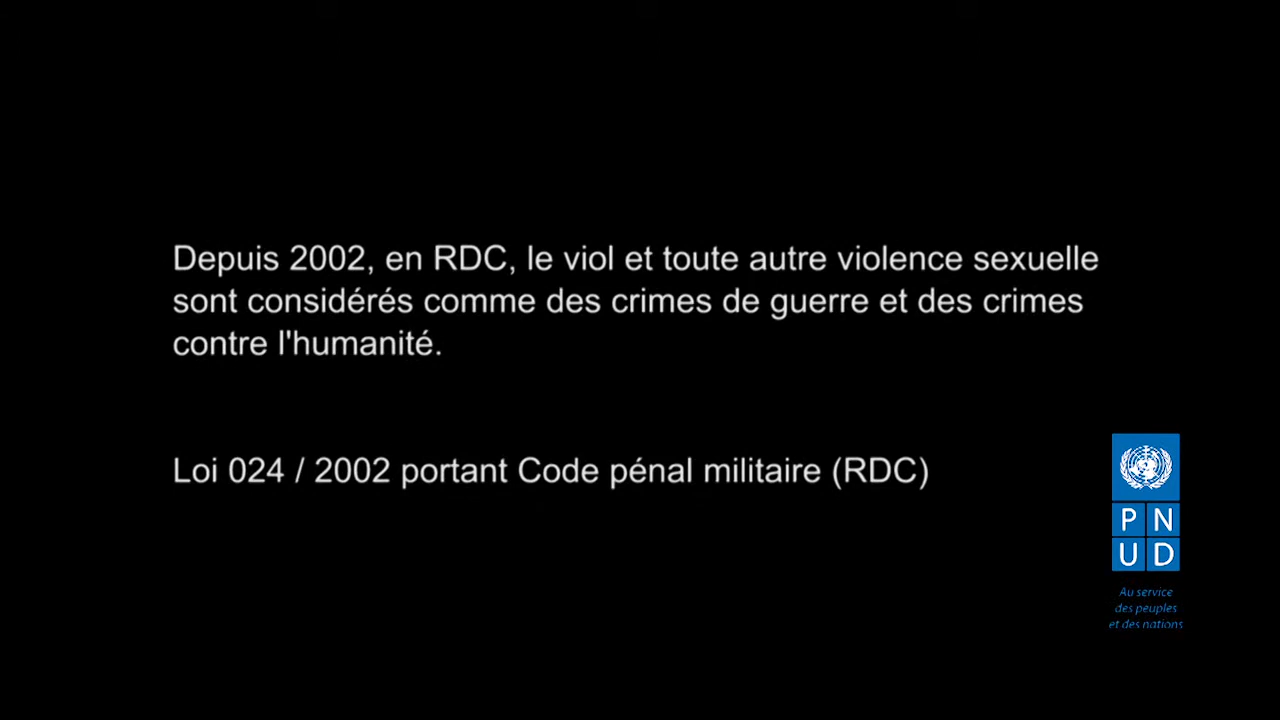 Depuis 2002, en RDC, le viol et toute autre violence sexuelle
sont considérés comme des crimes de guerre et des crimes
contre l'humanité.
Loi 024 / 2002 portant Code pénal militaire (RDC)
P N
U D
Au service
des peuples
et des nations